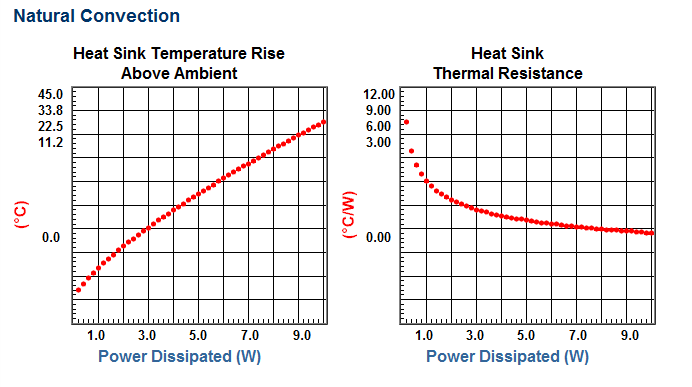 Natural Convection
Heat Sink Temperature Rise
Above Ambient
45.0
33.8
22.5
11.2
0.0
(°C)
1.0 3.0 5.0 7.0 9.0
Power Dissipated (W)
Heat Sink
Thermal Resistance
12.00
9.00
6.00
3.00
0.00
(°C/W)
1.0 3.0 5.0 7.0 9.0
Power Dissipated (W)